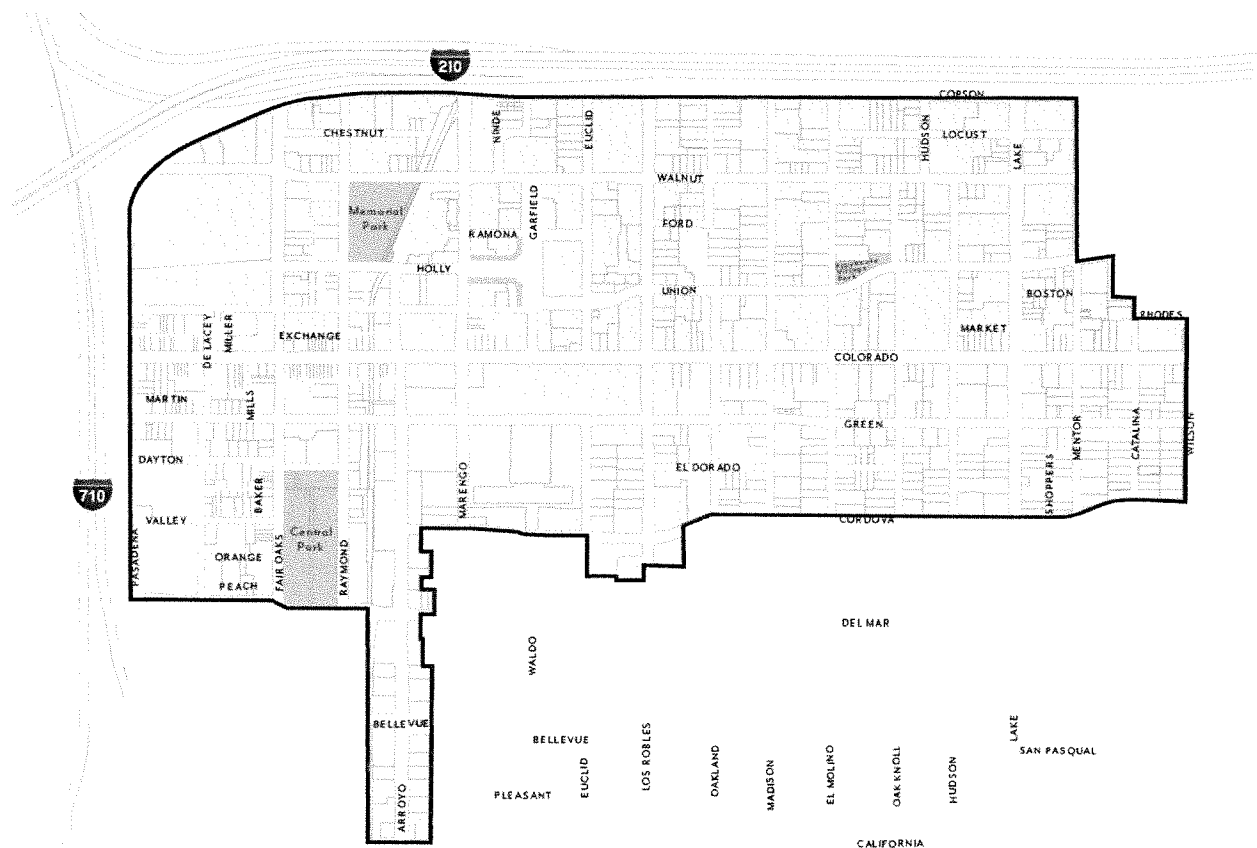 210
CORSON
CHESTNUT
NINDE
EUCLID
HUDSON
LOCUST
LAKE
WALNUT
Memorial
Park
GARFIELD
FORD
RAMONA
HOLLY
UNION
BOSTON
RHODES
DE LACEY
MILLER
EXCHANGE
MARKET
COLORADO
MARTIN
MILLS
GREEN
MENTOR
CATALINA
WILSON
DAYTON
EL DORADO
710
BAKER
MARENGO
SHOPPERS
VALLEY
CORDOVA
PASADENA
ORANGE
FAIR OAKS
Central
Park
RAYMOND
PEACH
DEL MAR
WALDO
BELLEVUE
BELLEVUE
LOS ROBLES
LAKE
SAN PASQUAL
EUCLID
OAKLAND
MADISON
EL MOLINO
OAK KNOLL
HUDSON
PLEASANT
ARROYO
CALIFORNIA